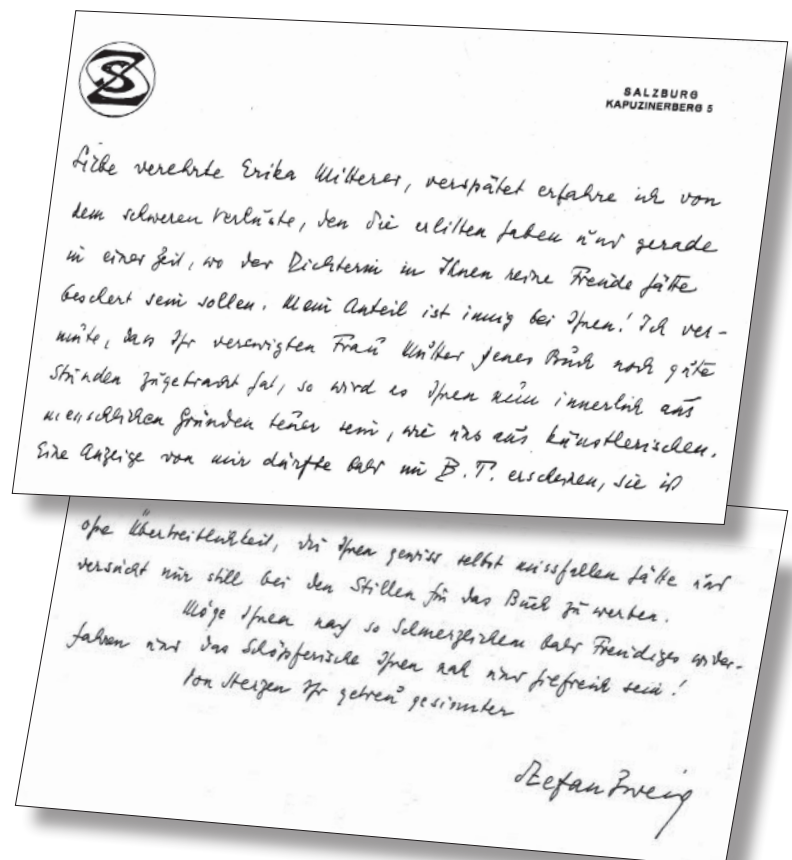 SZ
SALZBURG
KAPUZINERBERG 5
Liebe verehrte Erika Mitterer, verspätet erfahre ich von
dem schweren Verluste, den Sie erlitten haben und gerade
in einer Zeit, wo der Dichterin in Ihnen reine Freude hätte
beschert sein sollen. Mein Anteil ist innig bei Ihnen! Ich ver-
mute, dass Ihr verewigten Frau Mutter jenes Buch noch gute
Stunden zugebracht hat, so wird es Ihnen nun innerlich aus
menschlichen Gründen teuer sein, wie uns aus künstlerischen.
Eine Anzeige von mir dürfte bald im B.T. erscheinen, sie ist
ohne Übertreiblichkeit, die Ihnen gewiss selbst missfallen hätte und
versucht nur still bei den Stillen für das Buch zu werben.
Möge Ihnen nach so Schmerzlichem bald Freudiges wider-
fahren und das Schöpferische Ihnen nah und hilfreich sein!
Von Herzen Ihr getreu gesinnter
Stefan Zweig